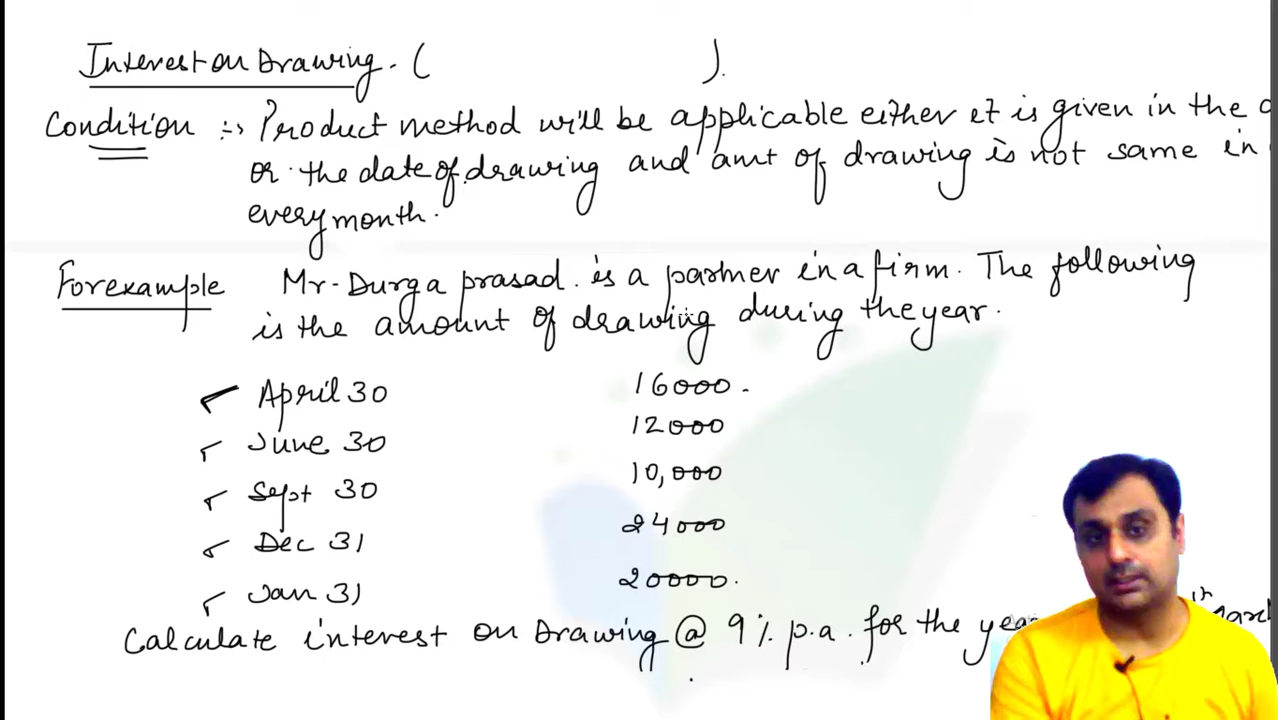 Interest on Drawing. ( ).
Condition :-> Product method will be applicable either it is given in the
or the date of drawing and amt of drawing is not same in
every month.
For example Mr. Durga prasad. is a partner in a firm. The following
is the amount of drawing during the year.
April 30 16000.
June 30 12000
Sept 30 10,000
Dec 31 24000
Jan 31 20000.
Calculate interest on Drawing @ 9% p.a. for the